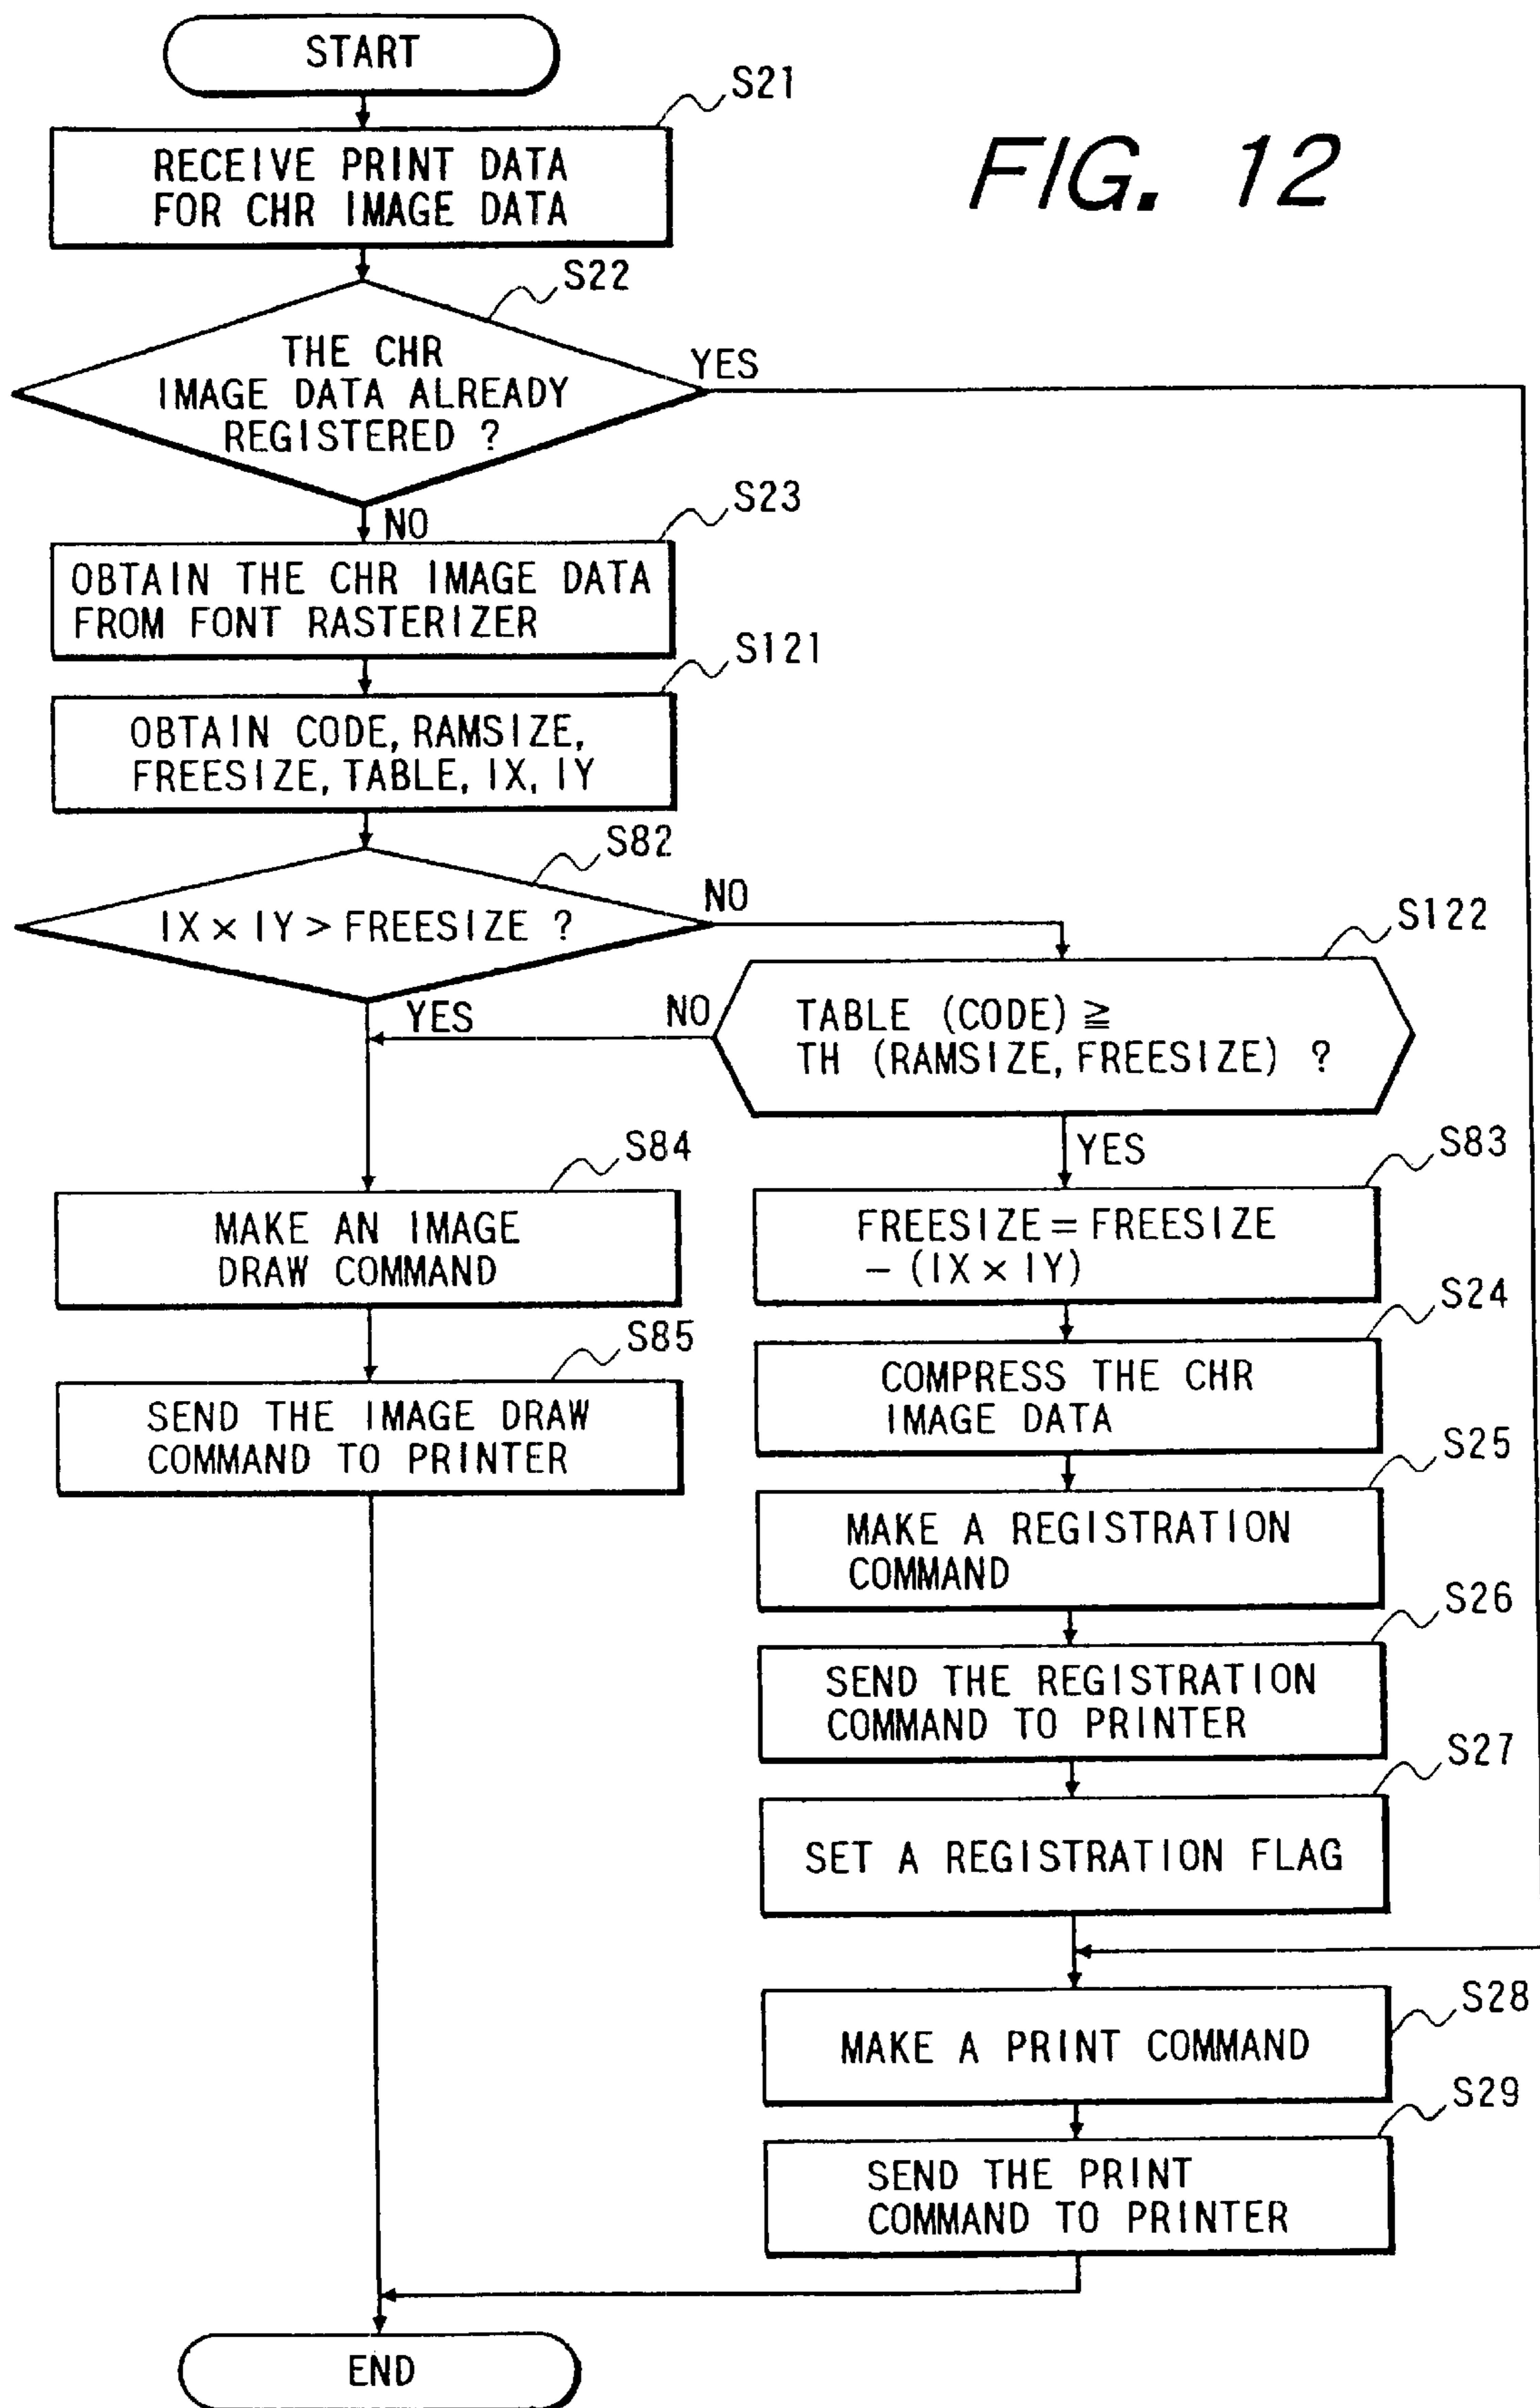 START
S21
FIG. 12
RECEIVE PRINT DATA
FOR CHR IMAGE DATA
S22
THE CHR
IMAGE DATA ALREADY
REGISTERED ?
YES
NO
S23
OBTAIN THE CHR IMAGE DATA
FROM FONT RASTERIZER
S121
OBTAIN CODE, RAMSIZE,
FREESIZE, TABLE, IX, IY
S82
IX × IY > FREESIZE ?
NO
YES
S122
NO
TABLE (CODE) ≧
TH (RAMSIZE, FREESIZE) ?
YES
S84
MAKE AN IMAGE
DRAW COMMAND
S85
SEND THE IMAGE DRAW
COMMAND TO PRINTER
S83
FREESIZE = FREESIZE
− (IX × IY)
S24
COMPRESS THE CHR
IMAGE DATA
S25
MAKE A REGISTRATION
COMMAND
S26
SEND THE REGISTRATION
COMMAND TO PRINTER
S27
SET A REGISTRATION FLAG
S28
MAKE A PRINT COMMAND
S29
SEND THE PRINT
COMMAND TO PRINTER
END